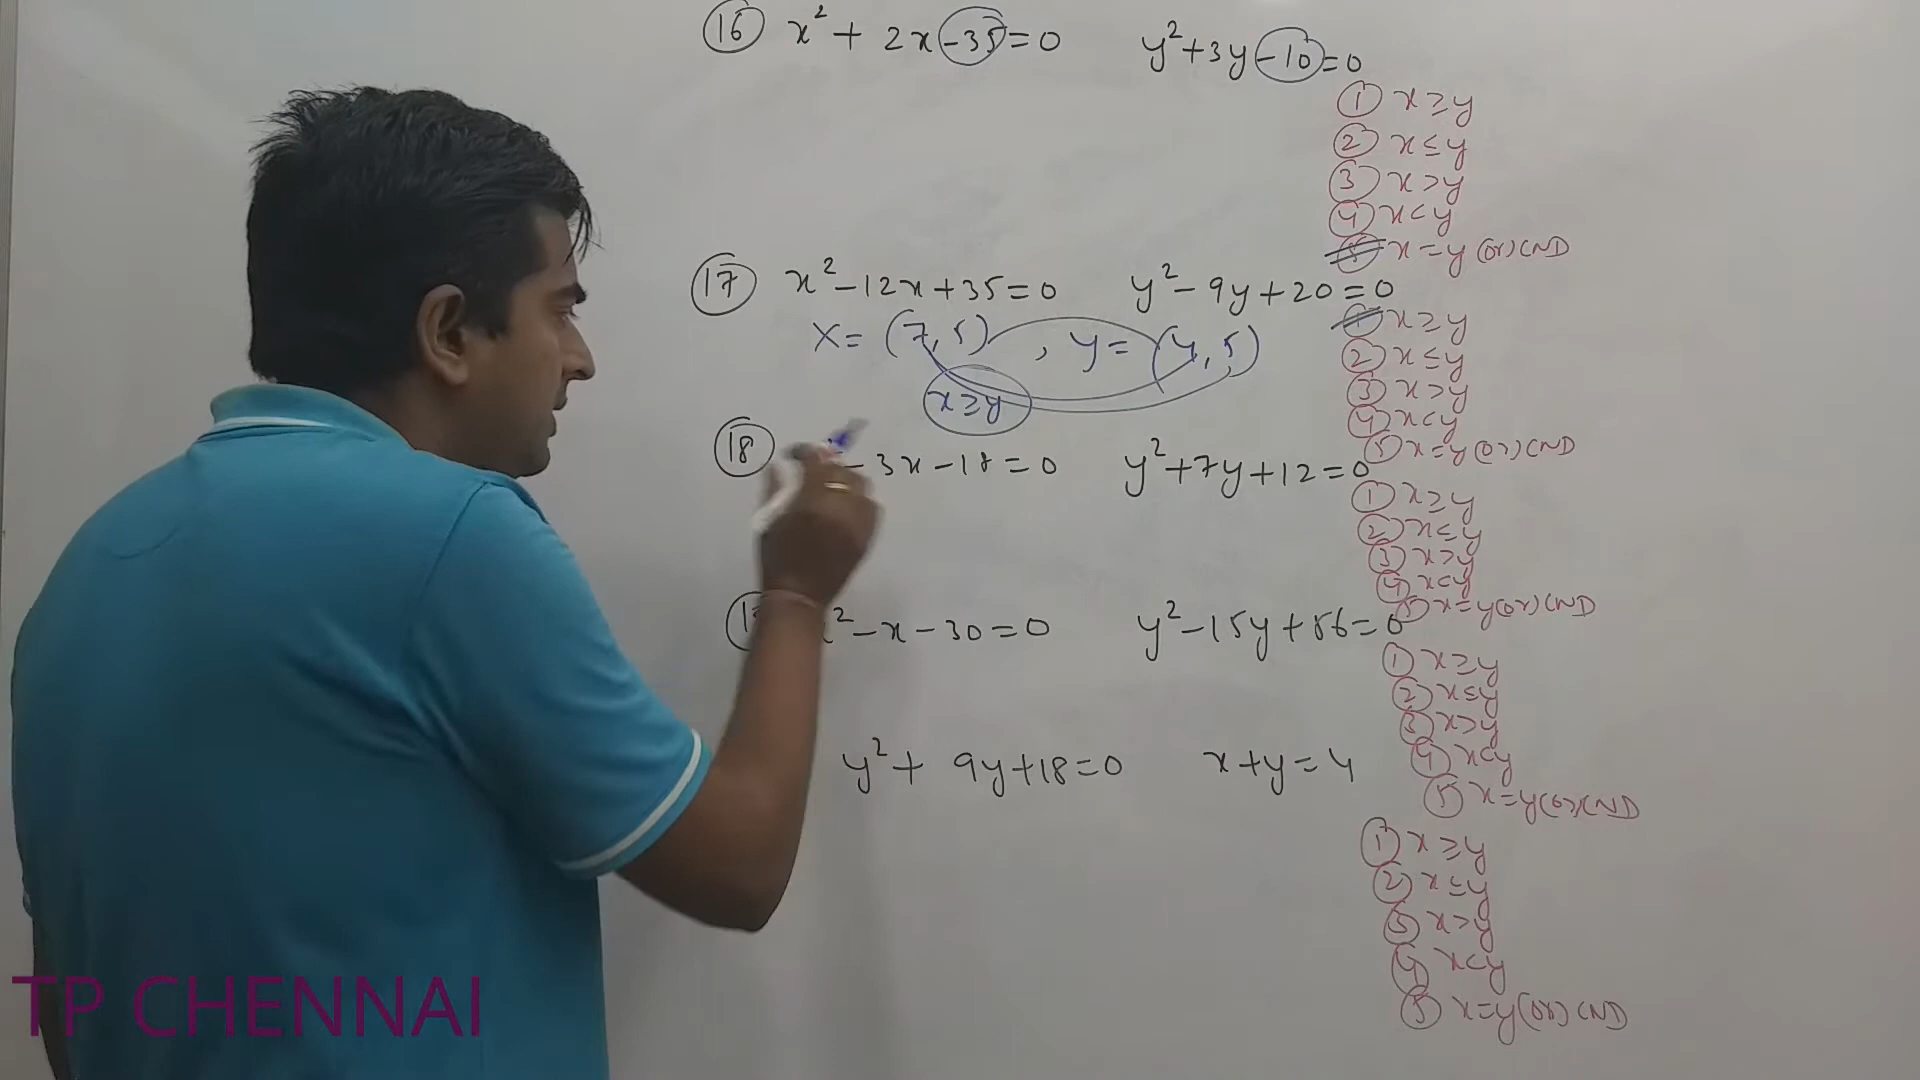 16 x² + 2x - 35 = 0 y² + 3y - 10 = 0
1 x ≥ y
2 x ≤ y
3 x > y
4 x < y
5 x = y (or) CND
17 x² - 12x + 35 = 0 y² - 9y + 20 = 0
x = (7, 5) , y = (4, 5)
x ≥ y
1 x ≥ y
2 x ≤ y
3 x > y
4 x < y
5 x = y (or) CND
18 - 3x - 18 = 0 y² + 7y + 12 = 0
1 x ≥ y
2 x ≤ y
3 x > y
4 x < y
5 x = y (or) CND
² - x - 30 = 0 y² - 15y + 56 = 0
1 x ≥ y
2 x ≤ y
3 x > y
4 x < y
5 x = y (or) CND
y² + 9y + 18 = 0 x + y = 4
1 x ≥ y
2 x ≤ y
3 x > y
4 x < y
5 x = y (or) CND
TP CHENNAI